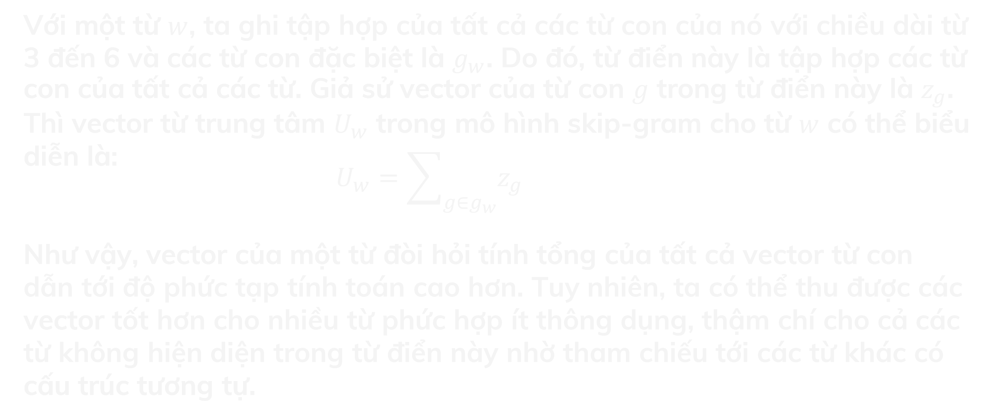 Với một từ w, ta ghi tập hợp của tất cả các từ con của nó với chiều dài từ
3 đến 6 và các từ con đặc biệt là g_w. Do đó, từ điển này là tập hợp các từ
con của tất cả các từ. Giả sử vector của từ con g trong từ điển này là z_g.
Thì vector từ trung tâm U_w trong mô hình skip-gram cho từ w có thể biểu
diễn là:
U_w = ∑_{g∈g_w} z_g
Như vậy, vector của một từ đòi hỏi tính tổng của tất cả vector từ con
dẫn tới độ phức tạp tính toán cao hơn. Tuy nhiên, ta có thể thu được các
vector tốt hơn cho nhiều từ phức hợp ít thông dụng, thậm chí cho cả các
từ không hiện diện trong từ điển này nhờ tham chiếu tới các từ khác có
cấu trúc tương tự.